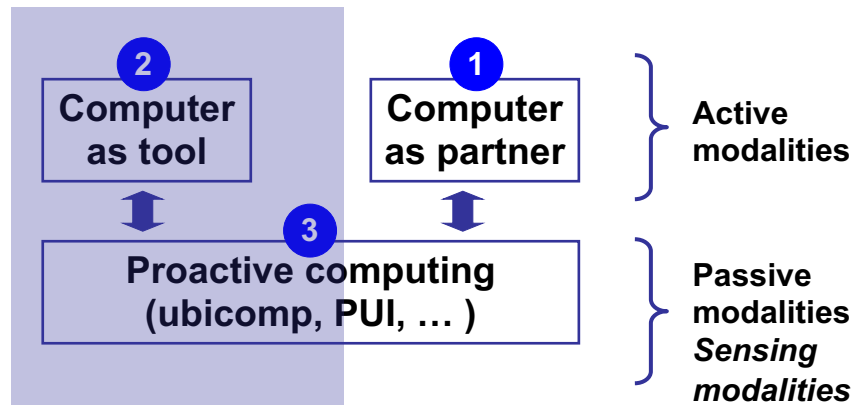 2
Computer
as tool
1
Computer
as partner
Active
modalities
3
Proactive computing
(ubicomp, PUI, … )
Passive
modalities
Sensing
modalities